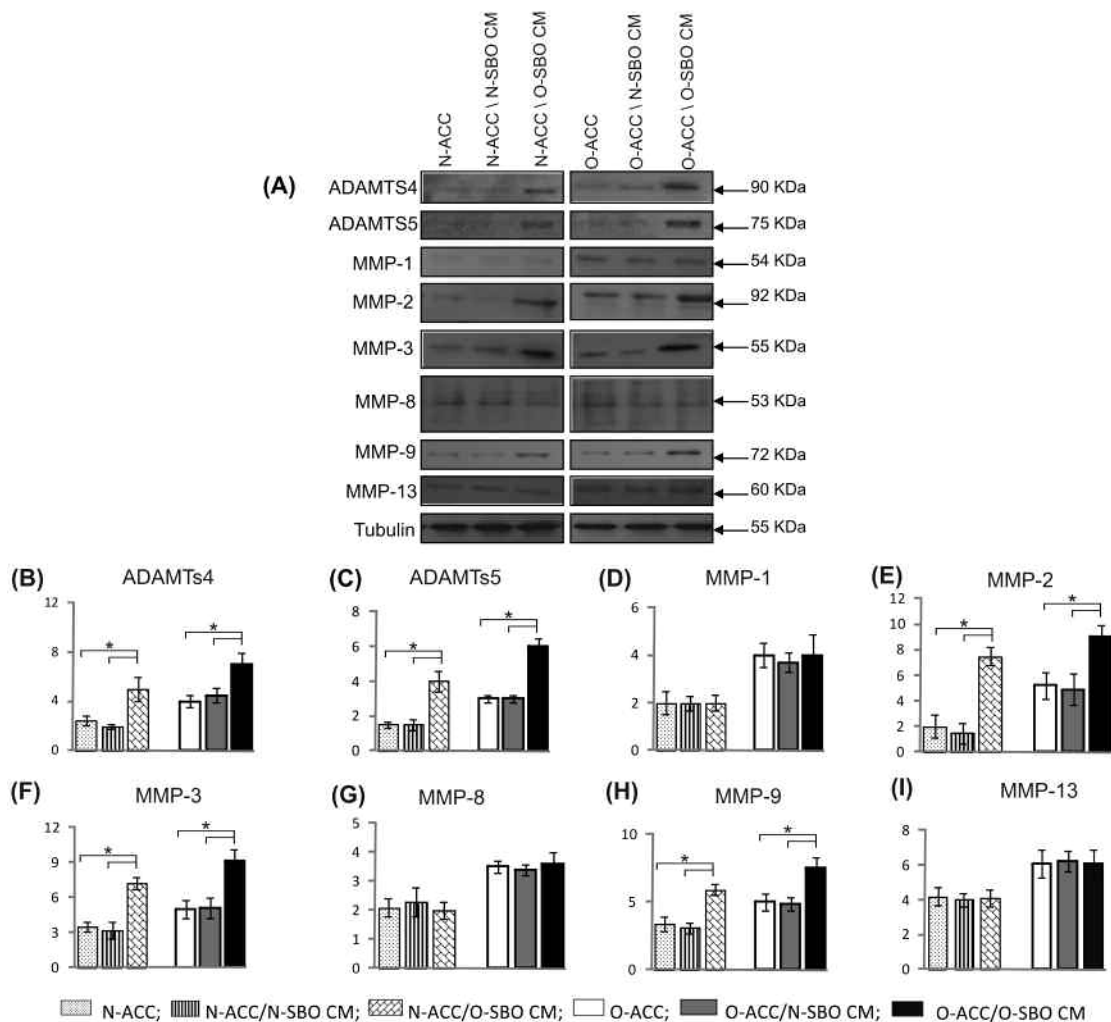 N-ACC
N-ACC \ N-SBO CM
N-ACC \ O-SBO CM
O-ACC
O-ACC \ N-SBO CM
O-ACC \ O-SBO CM
(A)
ADAMTS4 90 KDa
ADAMTS5 75 KDa
MMP-1 54 KDa
MMP-2 92 KDa
MMP-3 55 KDa
MMP-8 53 KDa
MMP-9 72 KDa
MMP-13 60 KDa
Tubulin 55 KDa
(B) ADAMTs4
12
8
4
0
* *
(C) ADAMTs5
8
6
4
2
0
* *
(D) MMP-1
6
4
2
0
(E) MMP-2
12
10
8
6
4
2
0
* *
(F) MMP-3
12
9
6
3
0
* *
(G) MMP-8
5
4
3
2
1
0
(H) MMP-9
10
5
0
* *
(I) MMP-13
8
6
4
2
0
N-ACC; N-ACC/N-SBO CM; N-ACC/O-SBO CM; O-ACC; O-ACC/N-SBO CM; O-ACC/O-SBO CM